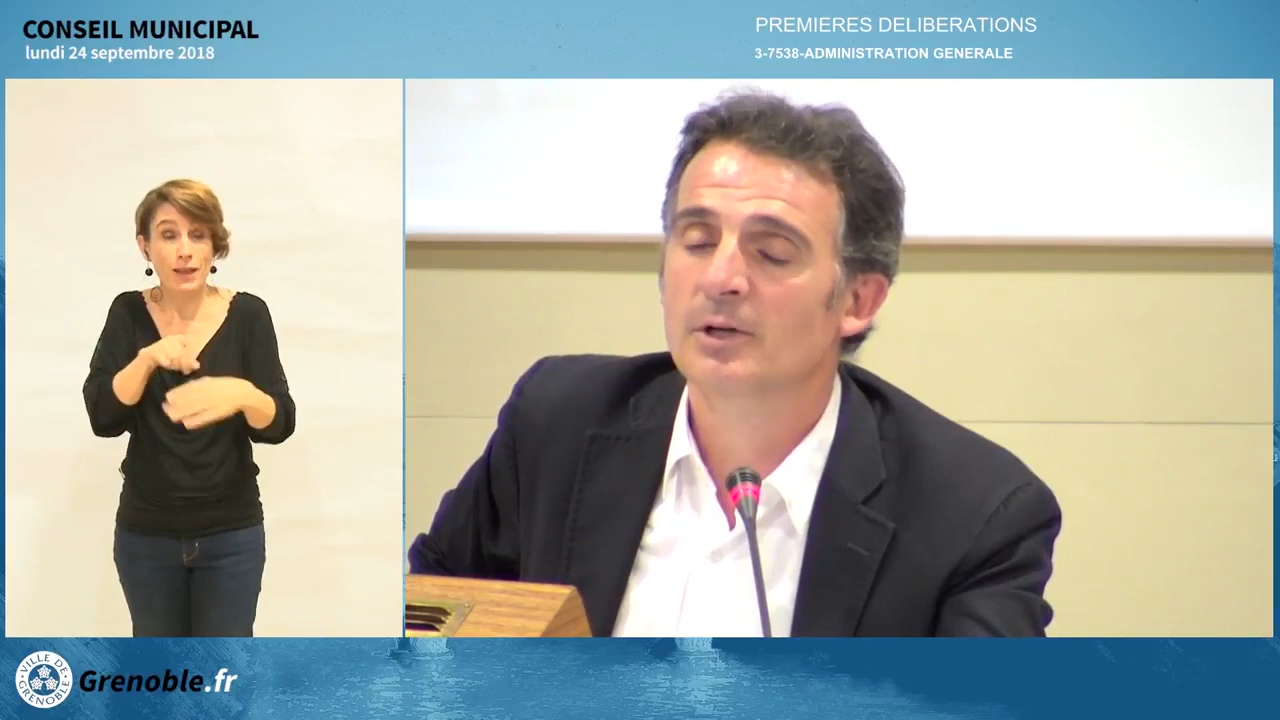 CONSEIL MUNICIPAL
lundi 24 septembre 2018
PREMIERES DELIBERATIONS
3-7538-ADMINISTRATION GENERALE
VILLE DE
GRENOBLE
Grenoble.fr